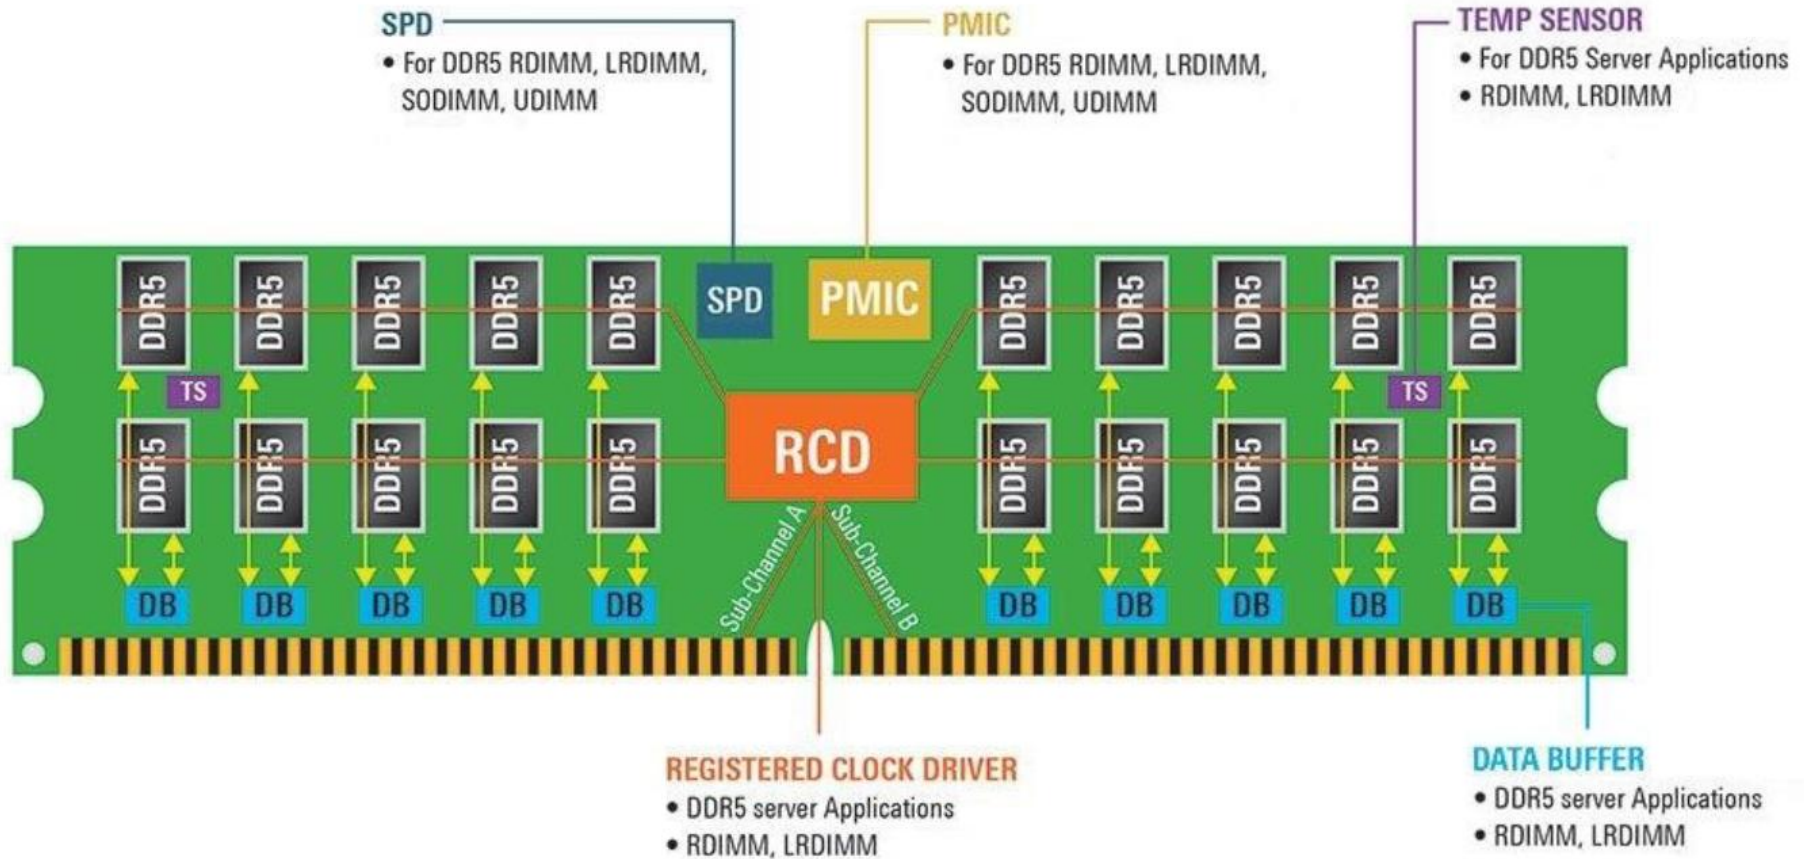 SPD
• For DDR5 RDIMM, LRDIMM,
SODIMM, UDIMM
PMIC
• For DDR5 RDIMM, LRDIMM,
SODIMM, UDIMM
TEMP SENSOR
• For DDR5 Server Applications
• RDIMM, LRDIMM
DDR5 DDR5 DDR5 DDR5 DDR5 SPD PMIC DDR5 DDR5 DDR5 DDR5 DDR5
TS TS
DDR5 DDR5 DDR5 DDR5 DDR5 RCD DDR5 DDR5 DDR5 DDR5 DDR5
Sub-Channel A
Sub-Channel B
DB DB DB DB DB DB DB DB DB DB
REGISTERED CLOCK DRIVER
• DDR5 server Applications
• RDIMM, LRDIMM
DATA BUFFER
• DDR5 server Applications
• RDIMM, LRDIMM